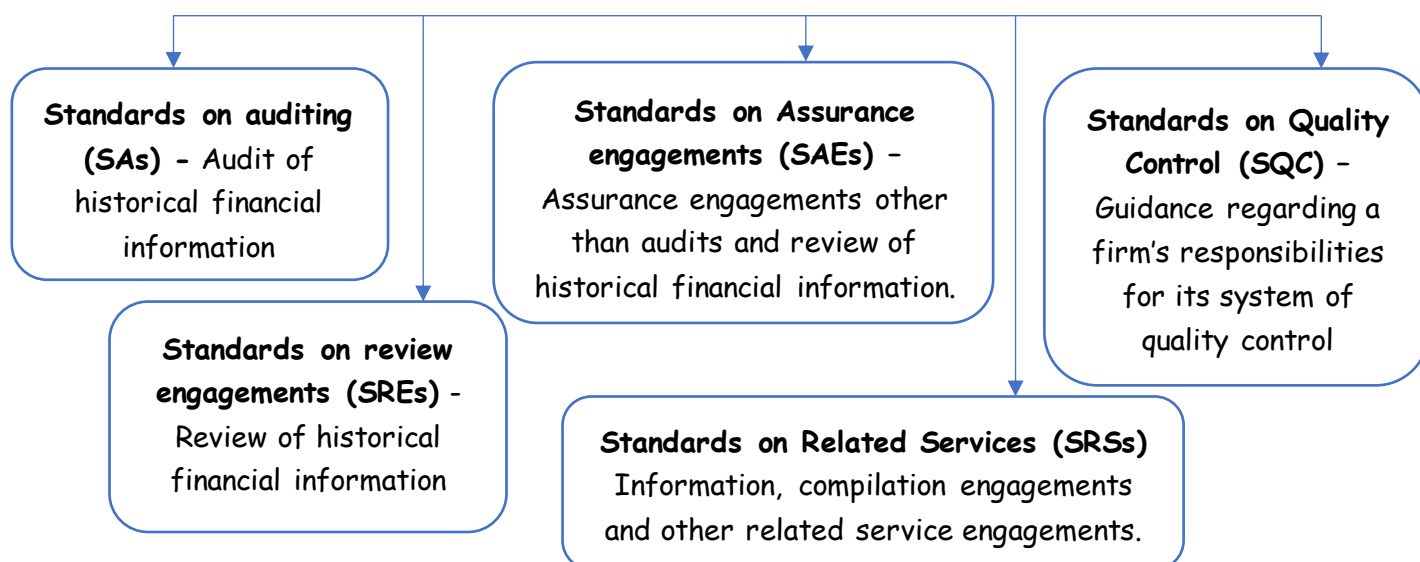 Standards on auditing
(SAs) - Audit of
historical financial
information
Standards on review
engagements (SREs) -
Review of historical
financial information
Standards on Assurance
engagements (SAEs) –
Assurance engagements other
than audits and review of
historical financial information.
Standards on Related Services (SRSs)
Information, compilation engagements
and other related service engagements.
Standards on Quality
Control (SQC) –
Guidance regarding a
firm's responsibilities
for its system of
quality control